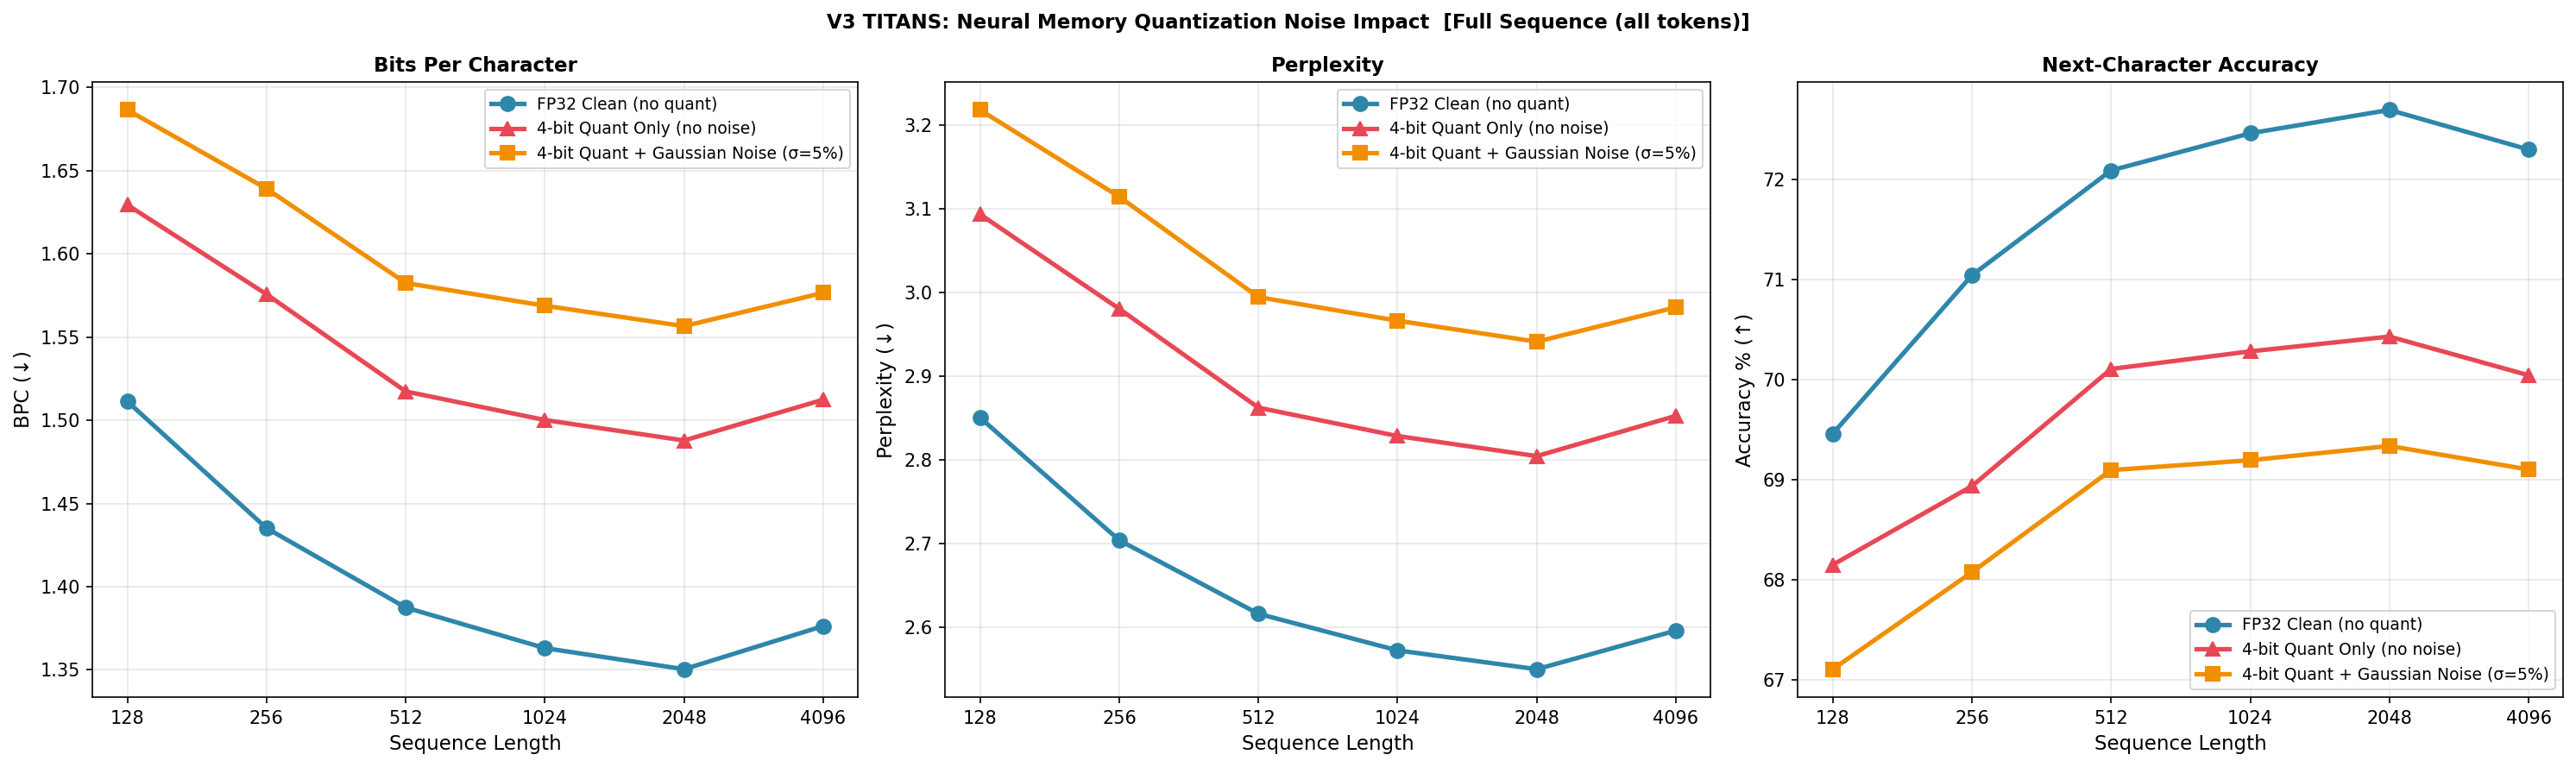 V3 TITANS: Neural Memory Quantization Noise Impact  [Full Sequence (all tokens)]
Bits Per Character
BPC (↓)
1.70
1.65
1.60
1.55
1.50
1.45
1.40
1.35
128 256 512 1024 2048 4096
Sequence Length
FP32 Clean (no quant)
4-bit Quant Only (no noise)
4-bit Quant + Gaussian Noise (σ=5%)
Perplexity
Perplexity (↓)
3.2
3.1
3.0
2.9
2.8
2.7
2.6
128 256 512 1024 2048 4096
Sequence Length
FP32 Clean (no quant)
4-bit Quant Only (no noise)
4-bit Quant + Gaussian Noise (σ=5%)
Next-Character Accuracy
Accuracy % (↑)
72
71
70
69
68
67
128 256 512 1024 2048 4096
Sequence Length
FP32 Clean (no quant)
4-bit Quant Only (no noise)
4-bit Quant + Gaussian Noise (σ=5%)